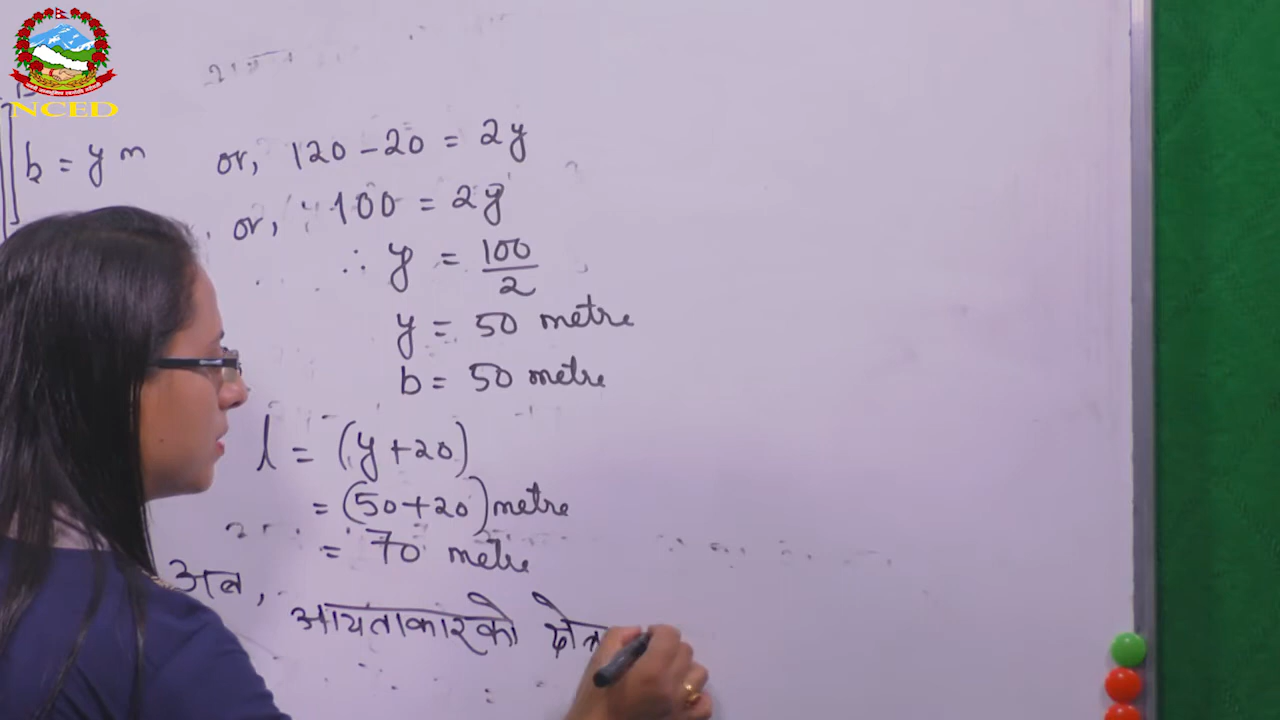 NCED
b = y m
or, 120 - 20 = 2y
or, 100 = 2y
∴ y = 100/2
y = 50 metre
b = 50 metre
l = (y + 20)
= (50 + 20) metre
= 70 metre
अब,
आयताकारको क्षेत्र